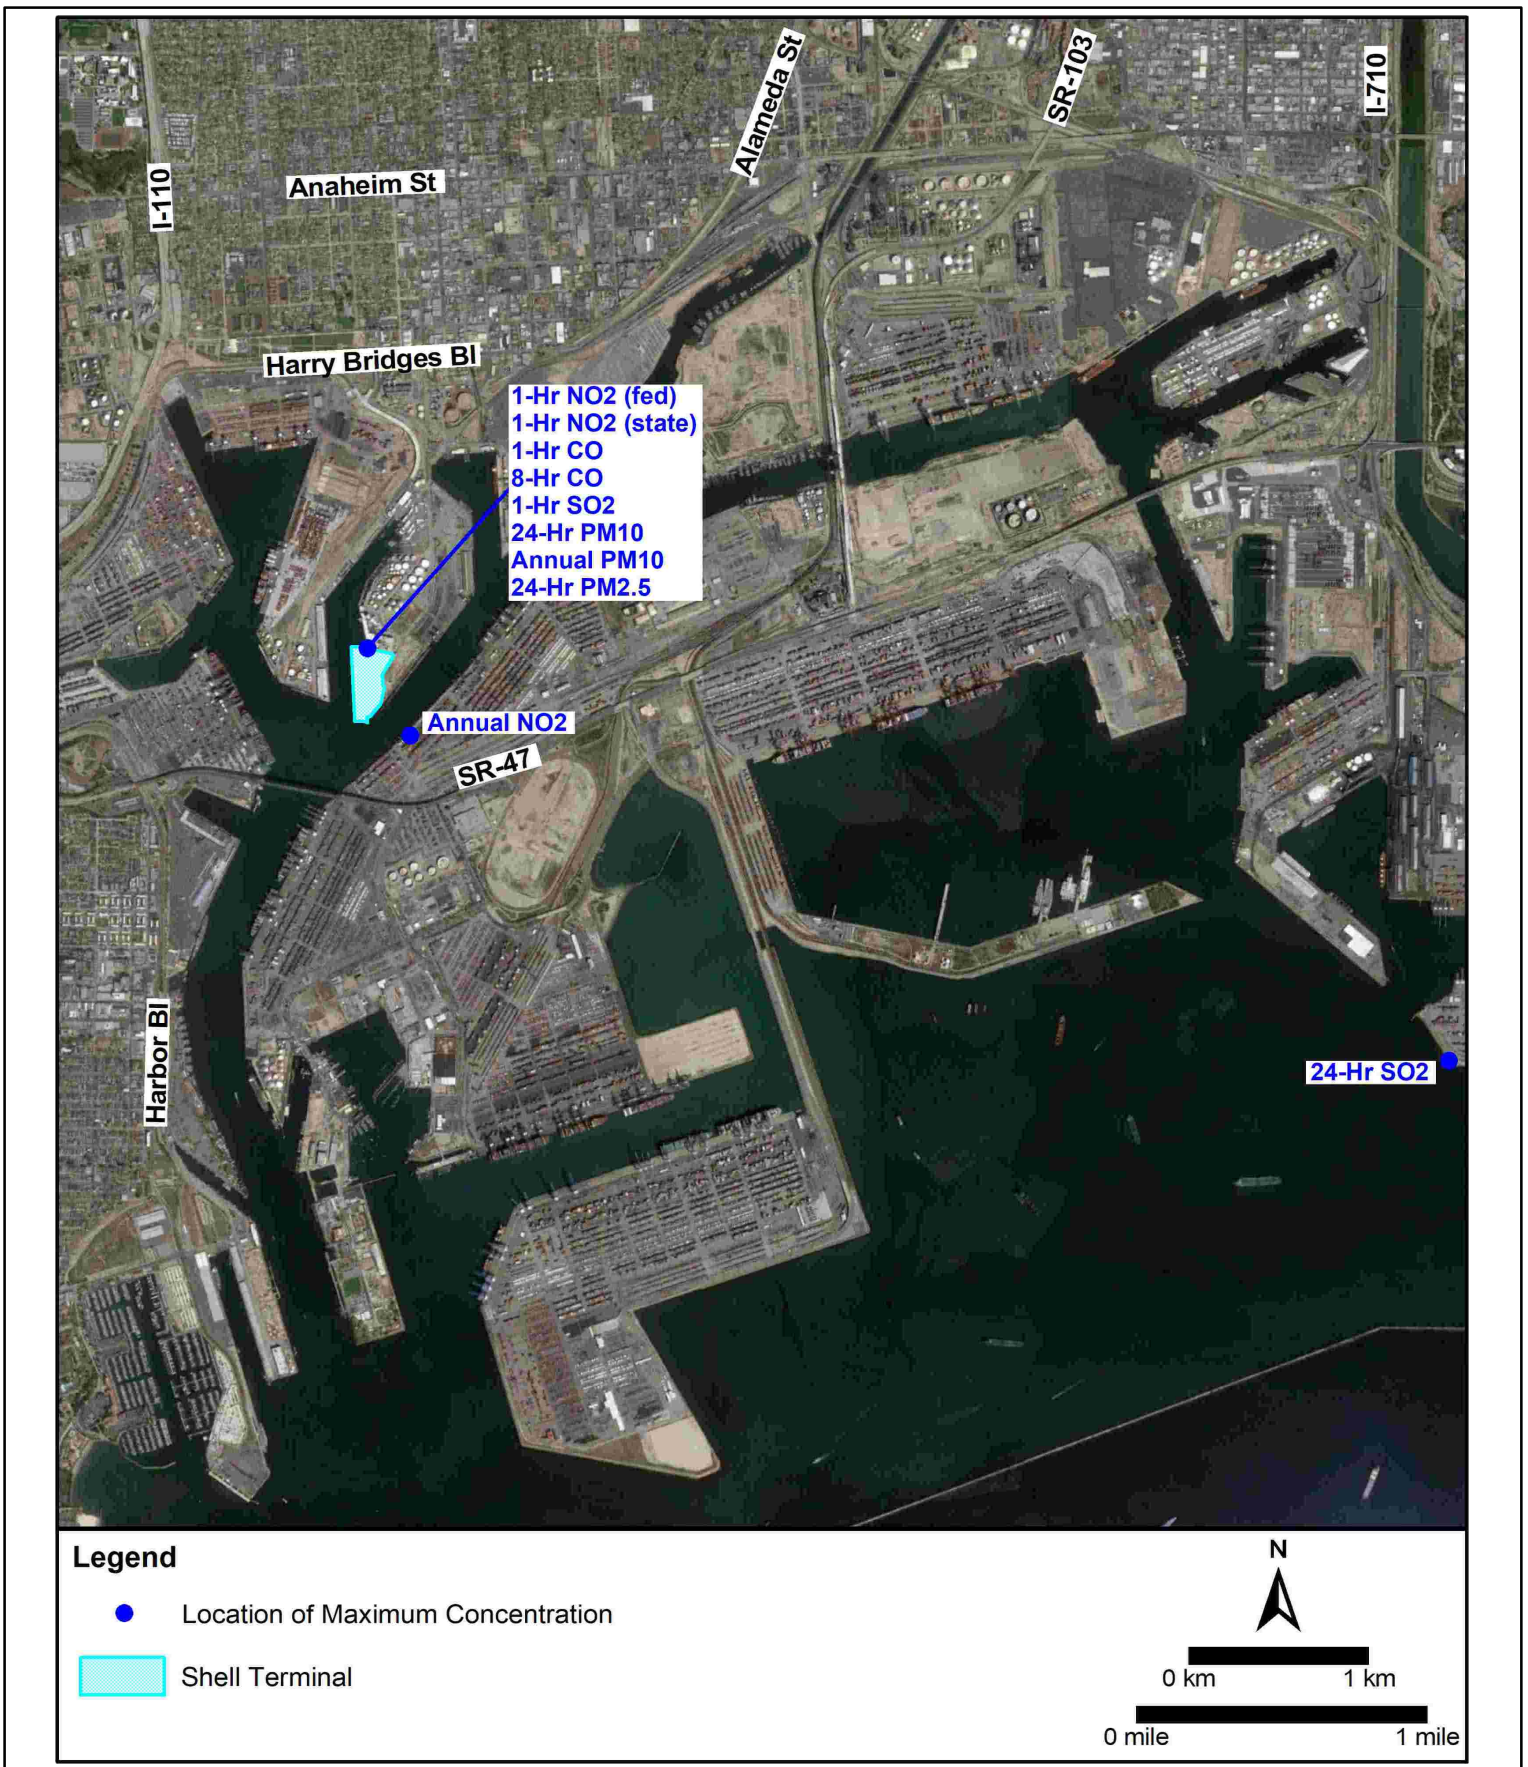 Alameda St
SR-103
I-710
I-110
Anaheim St
Harry Bridges Bl
1-Hr NO2 (fed)
1-Hr NO2 (state)
1-Hr CO
8-Hr CO
1-Hr SO2
24-Hr PM10
Annual PM10
24-Hr PM2.5
Annual NO2
SR-47
Harbor Bl
24-Hr SO2
Legend
Location of Maximum Concentration
Shell Terminal
N
0 km 1 km
0 mile 1 mile